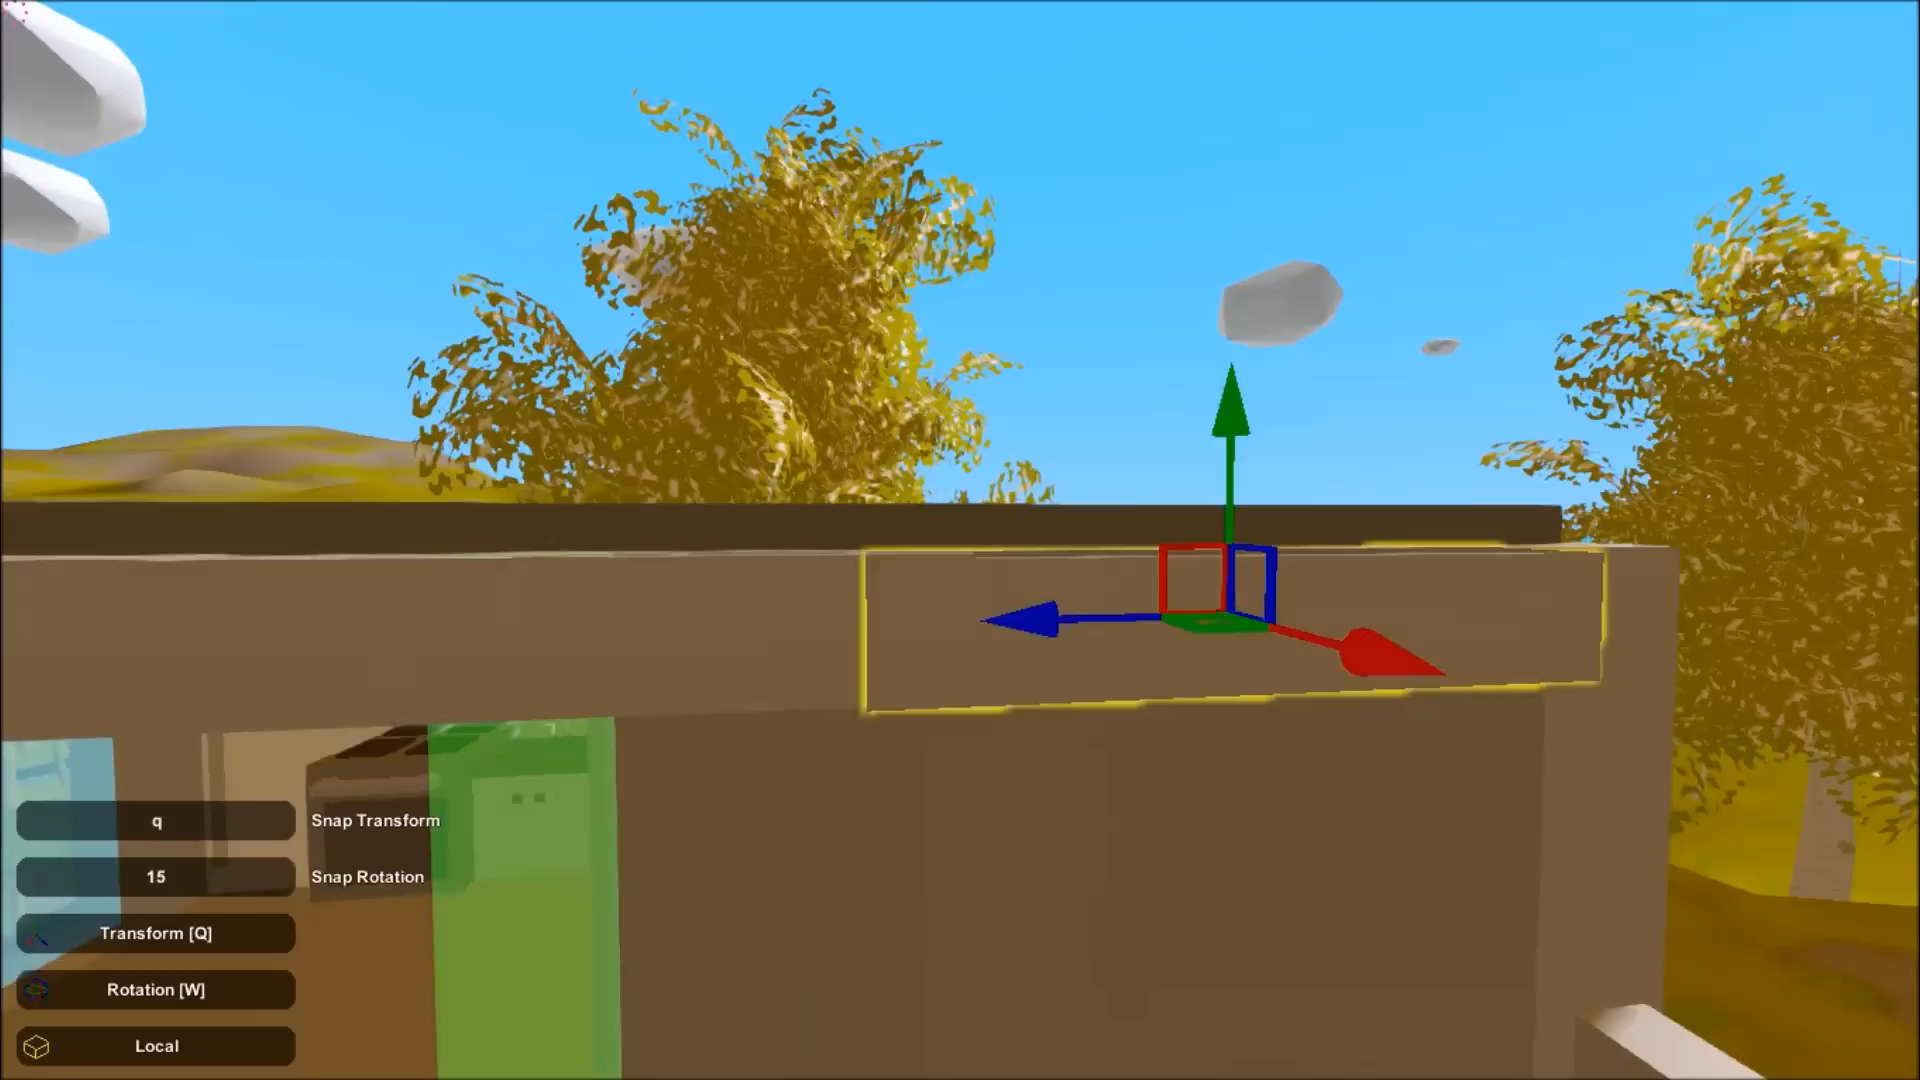 q
Snap Transform
15
Snap Rotation
Transform [Q]
Rotation [W]
Local